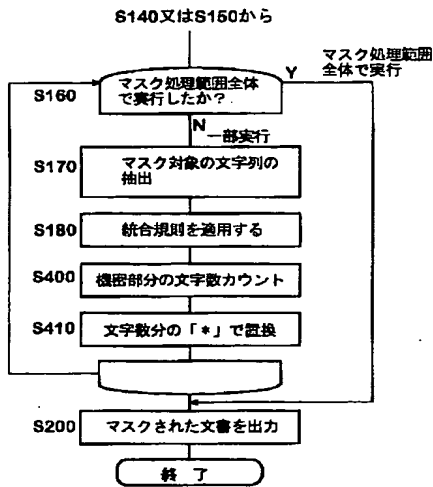 S140又はS150から
マスク処理範囲
全体で実行
Y
マスク処理範囲全体
で実行したか?
S160
N
一部実行
S170
マスク対象の文字列の
抽出
S180
統合規則を適用する
S400
機密部分の文字数カウント
S410
文字数分の「*」で置換
S200
マスクされた文書を出力
終 了